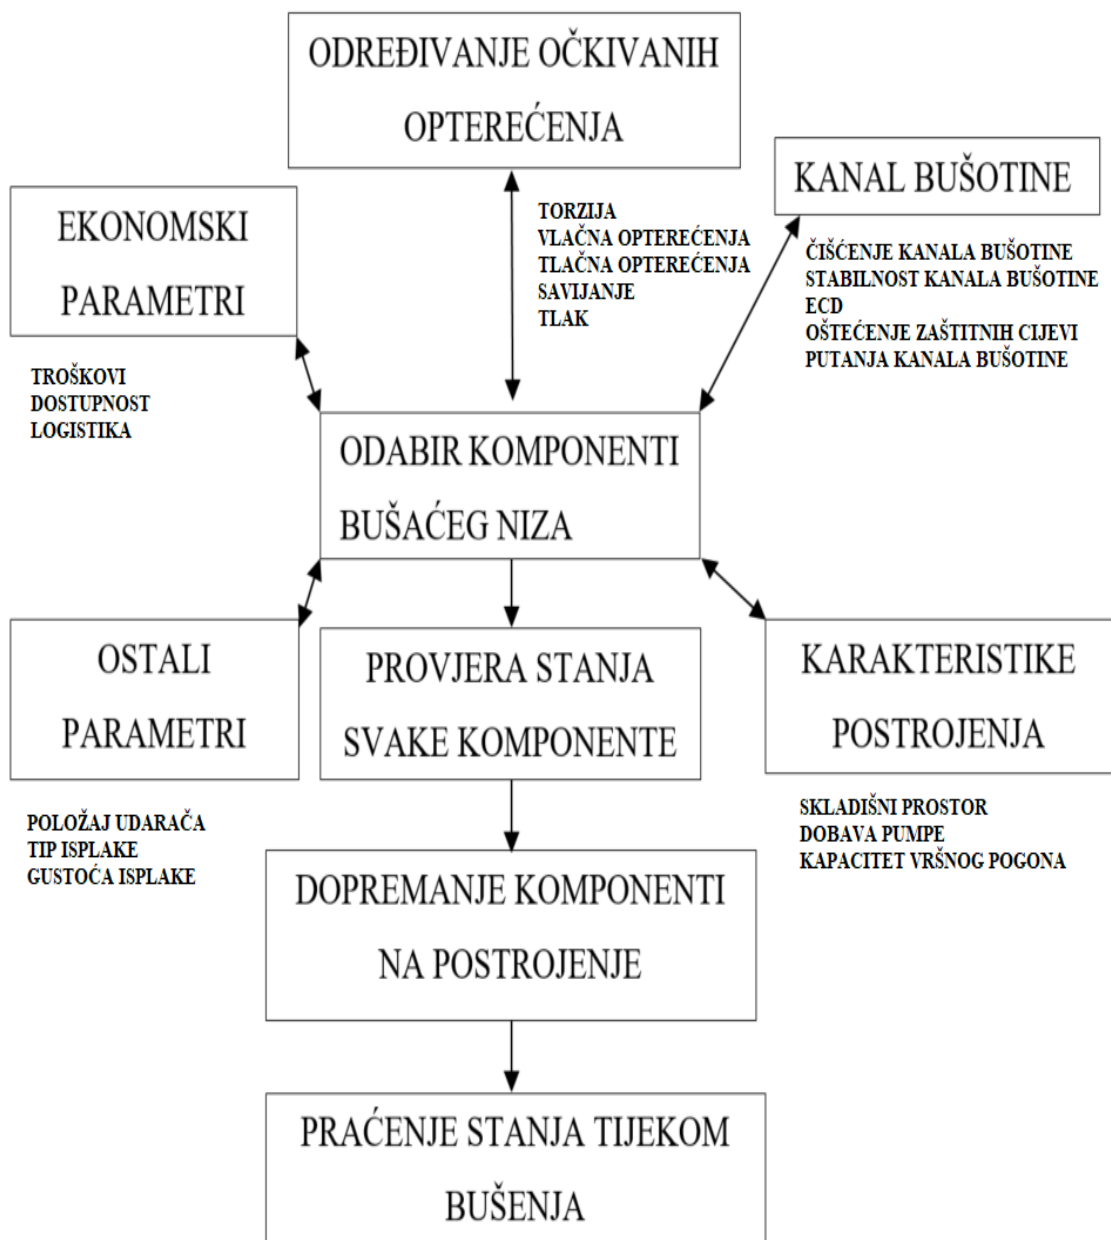 ODREĐIVANJE OČKIVANIH
OPTEREĆENJA
KANAL BUŠOTINE
EKONOMSKI
PARAMETRI
TORZIJA
VLAČNA OPTEREĆENJA
TLAČNA OPTEREĆENJA
SAVIJANJE
TLAK
ČIŠĆENJE KANALA BUŠOTINE
STABILNOST KANALA BUŠOTINE
ECD
OŠTEĆENJE ZAŠTITNIH CIJEVI
PUTANJA KANALA BUŠOTINE
TROŠKOVI
DOSTUPNOST
LOGISTIKA
ODABIR KOMPONENTI
BUŠAĆEG NIZA
OSTALI
PARAMETRI
PROVJERA STANJA
SVAKE KOMPONENTE
KARAKTERISTIKE
POSTROJENJA
POLOŽAJ UDARAČA
TIP ISPLAKE
GUSTOĆA ISPLAKE
SKLADIŠNI PROSTOR
DOBAVA PUMPE
KAPACITET VRŠNOG POGONA
DOPREMANJE KOMPONENTI
NA POSTROJENJE
PRAĆENJE STANJA TIJEKOM
BUŠENJA